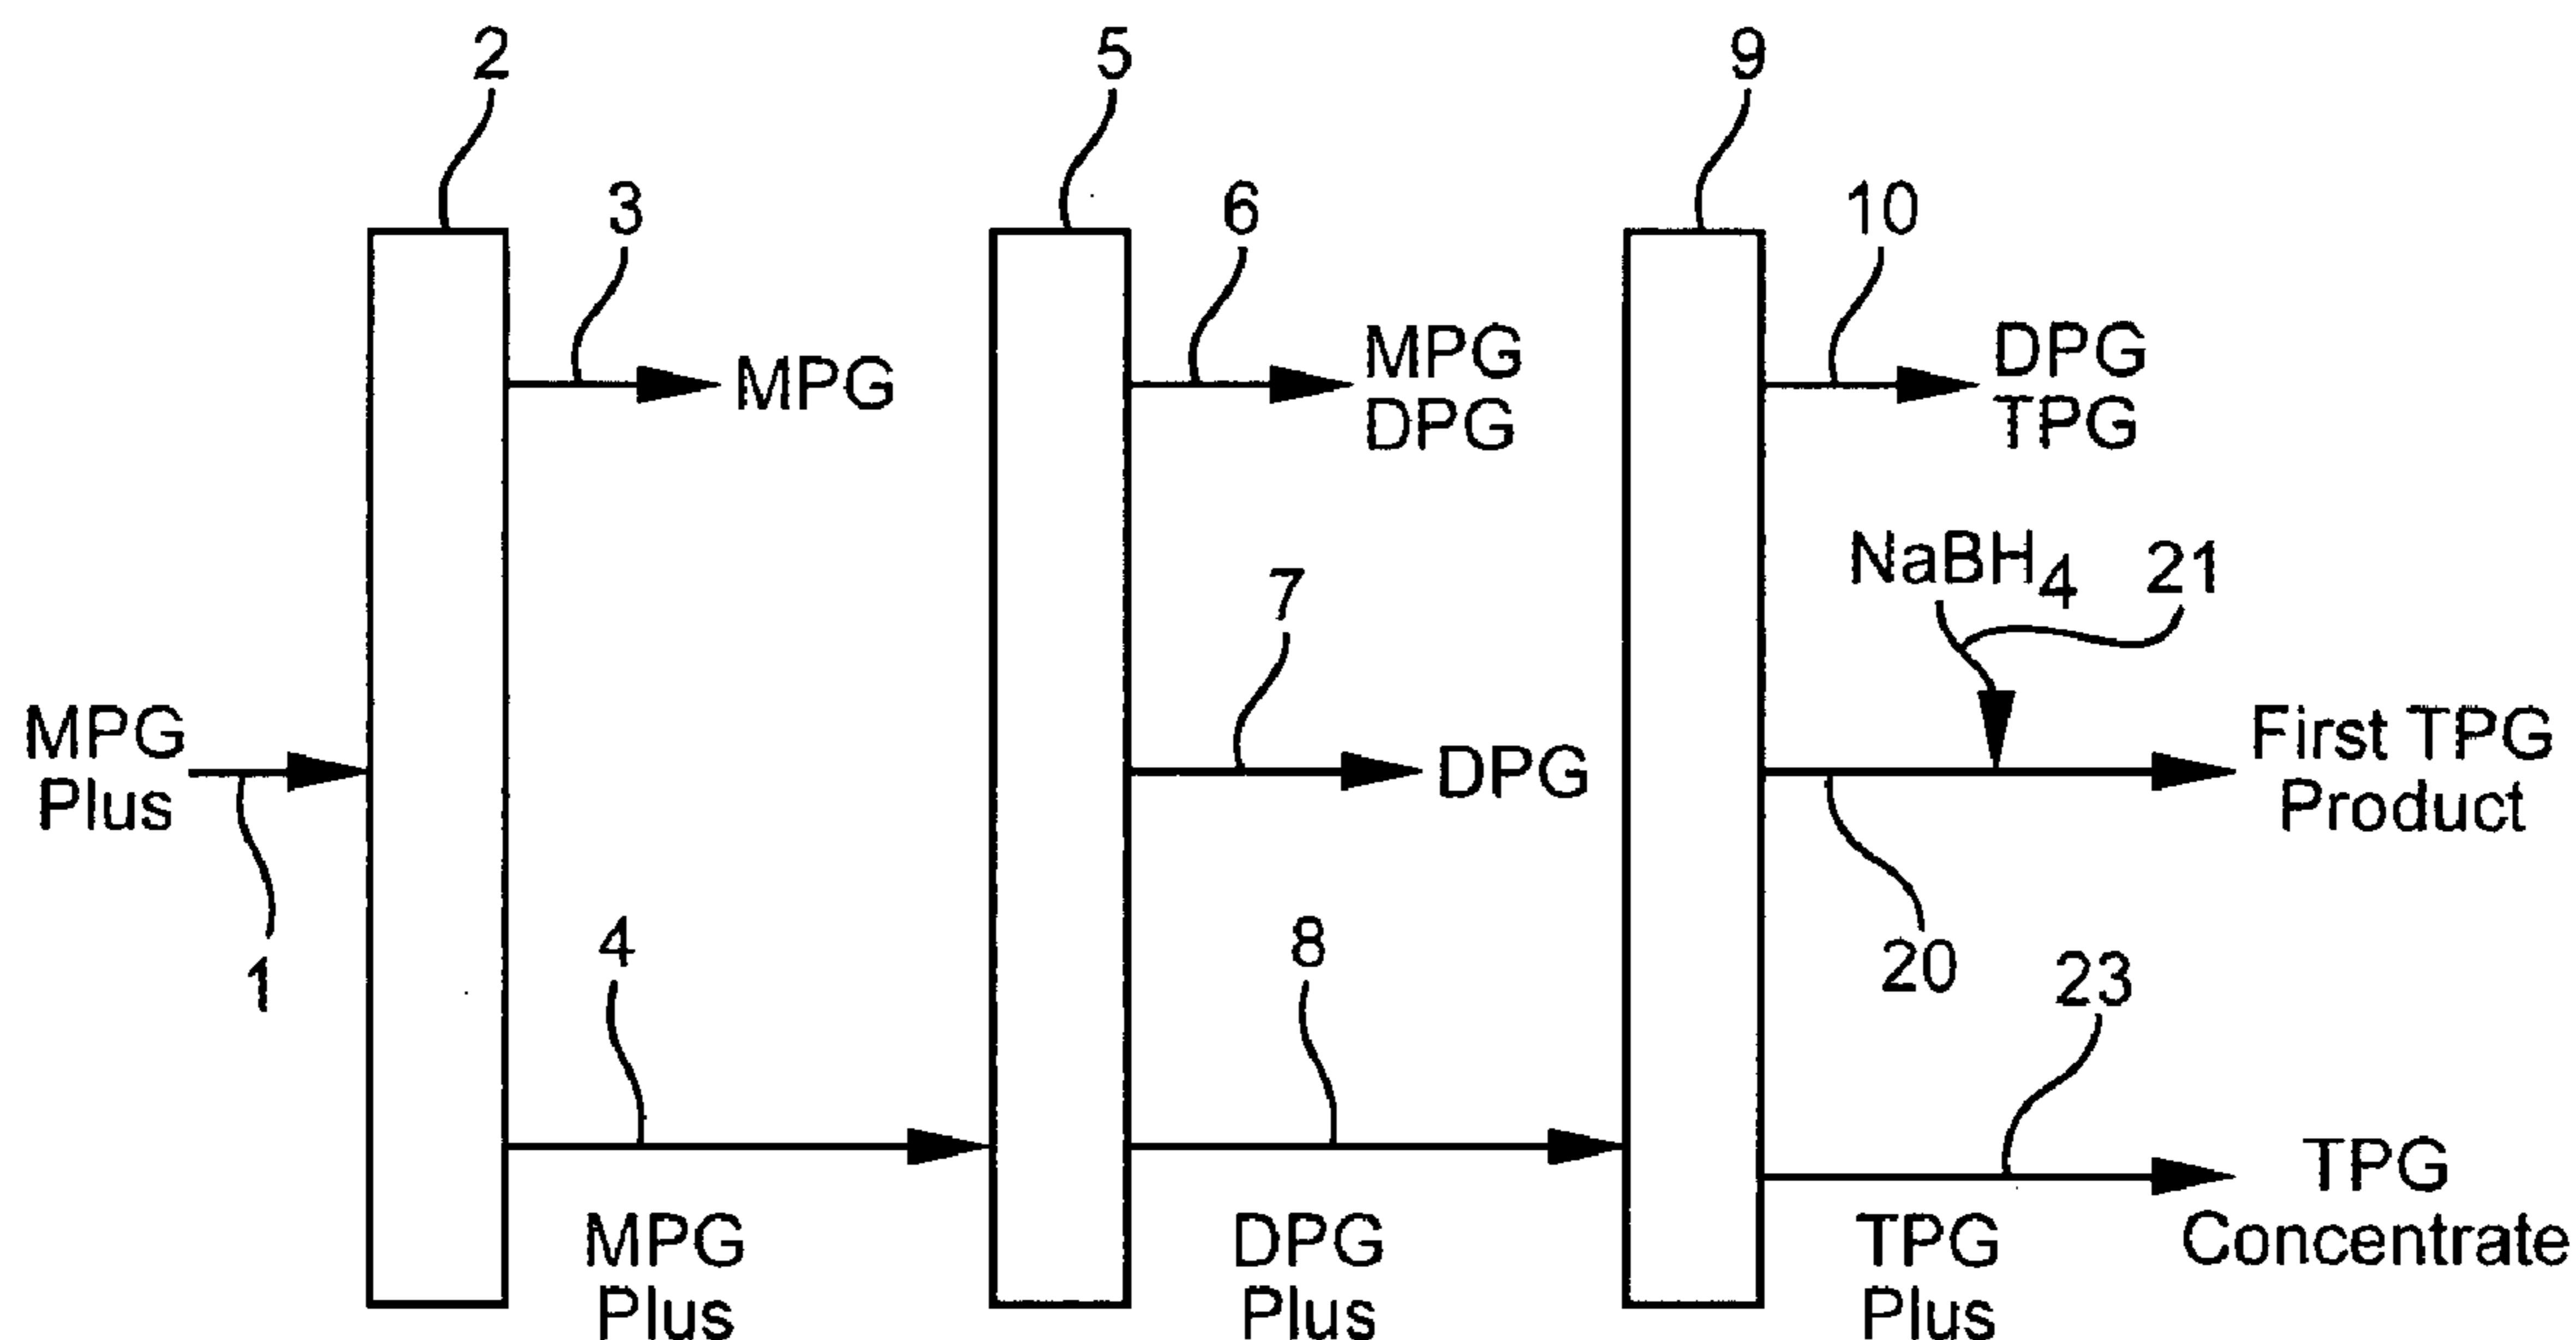 2
5
9
3
6
10
MPG
MPG
DPG
DPG
TPG
NaBH4
21
7
MPG
Plus
DPG
First TPG
Product
1
4
8
20
23
MPG
Plus
DPG
Plus
TPG
Plus
TPG
Concentrate